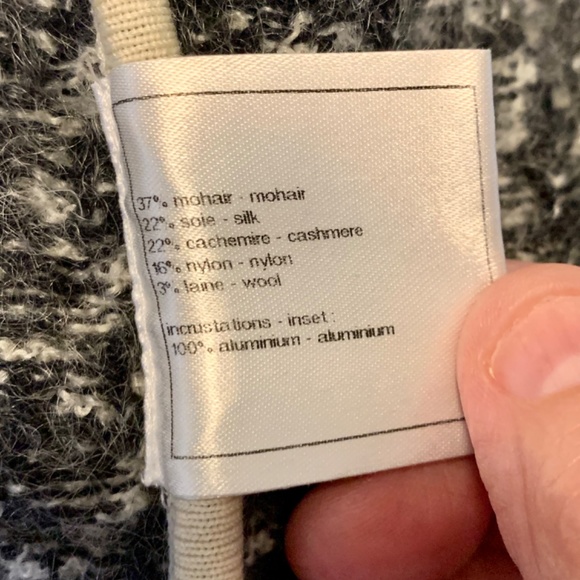 37% mohair - mohair
22% soie - silk
22% cachemire - cashmere
16% nylon - nylon
3% laine - wool
incrustations - inset :
100% aluminium - aluminium